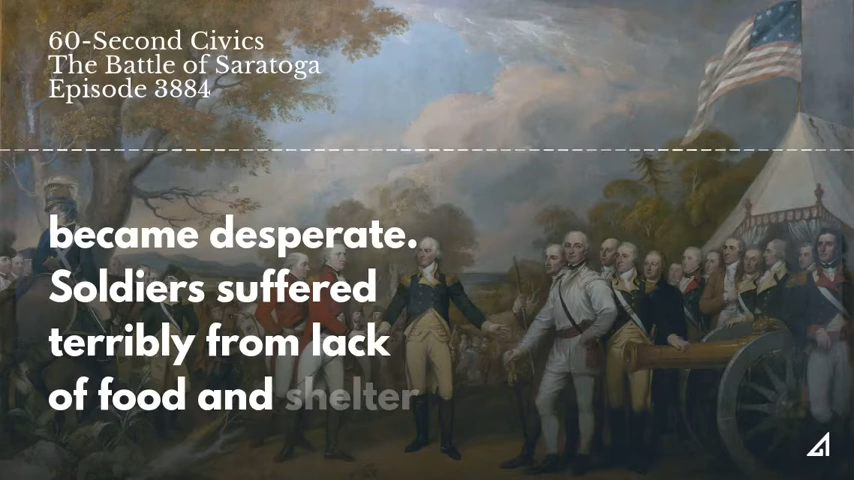 60-Second Civics
The Battle of Saratoga
Episode 3884
became desperate.
Soldiers suffered
terribly from lack
of food and shelter